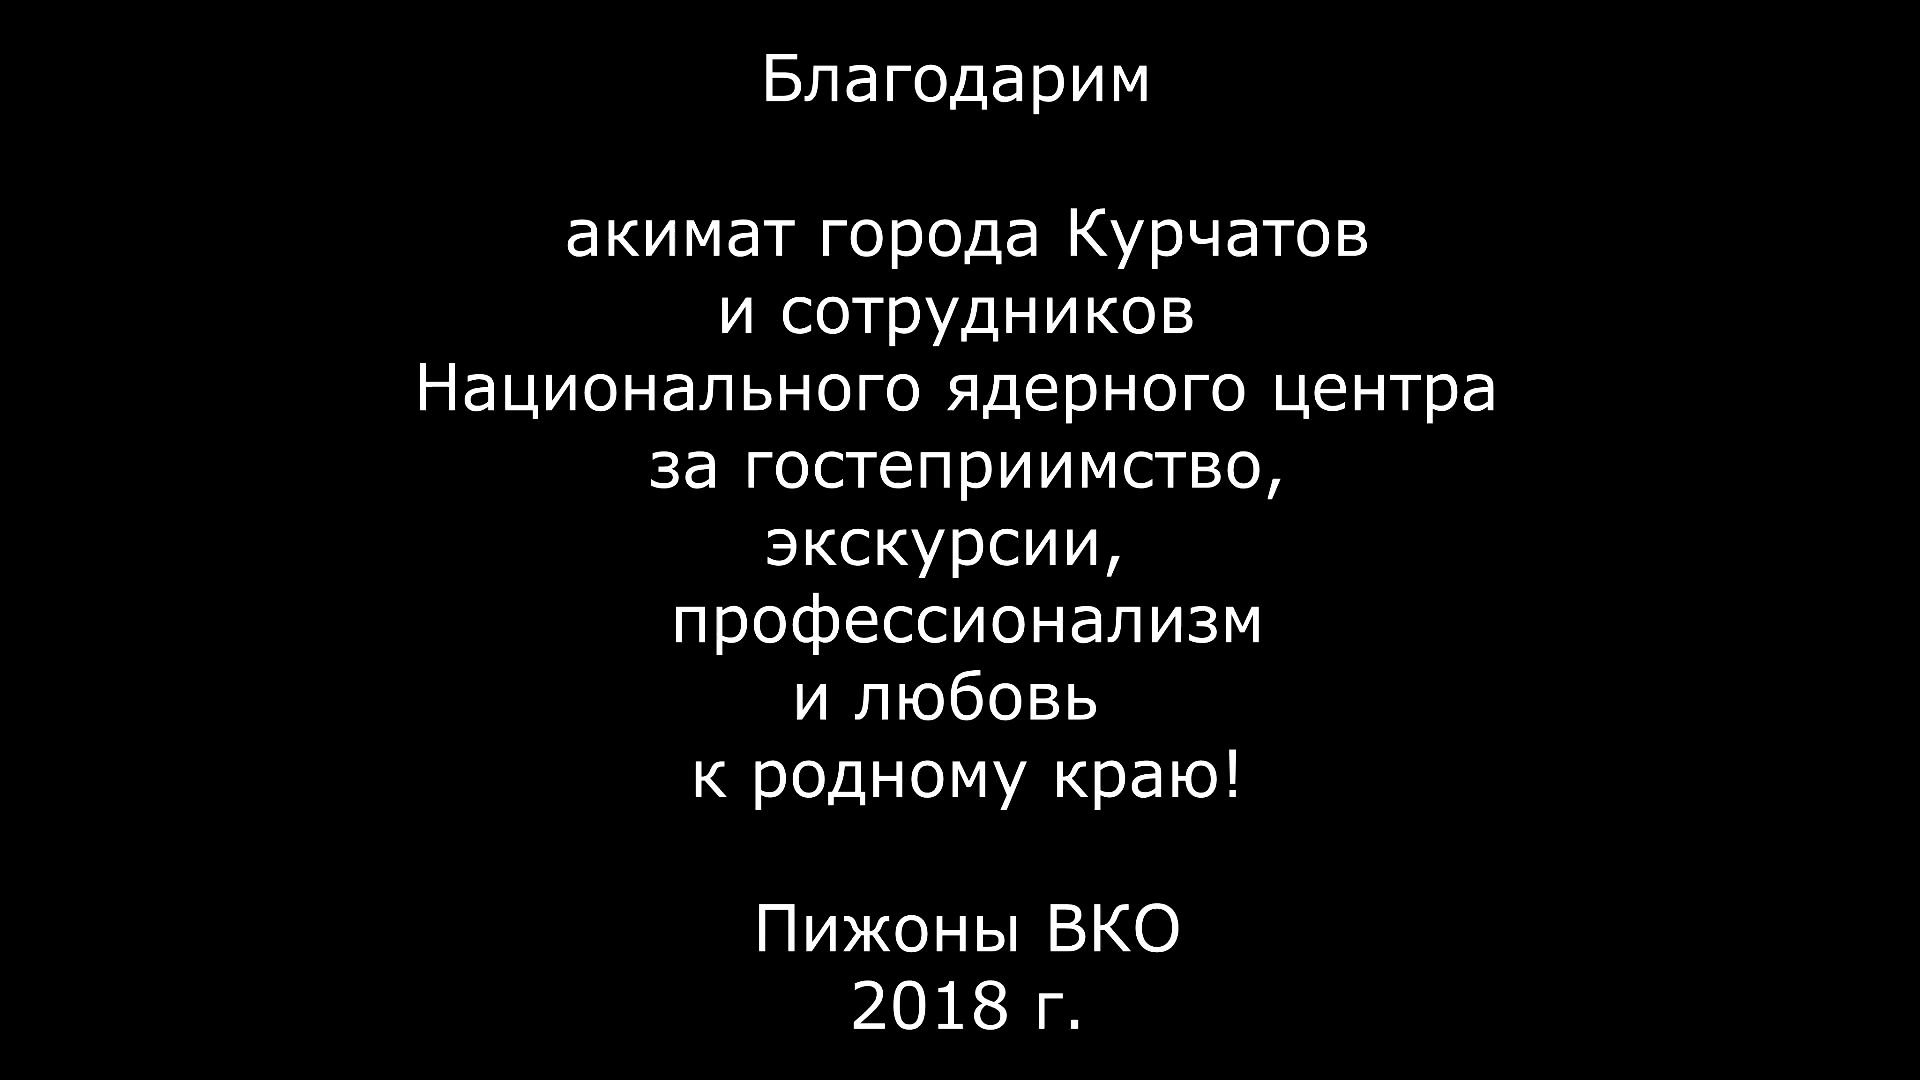 Благодарим
акимат города Курчатов
и сотрудников
Национального ядерного центра
за гостеприимство,
экскурсии,
профессионализм
и любовь
к родному краю!
Пижоны ВКО
2018 г.